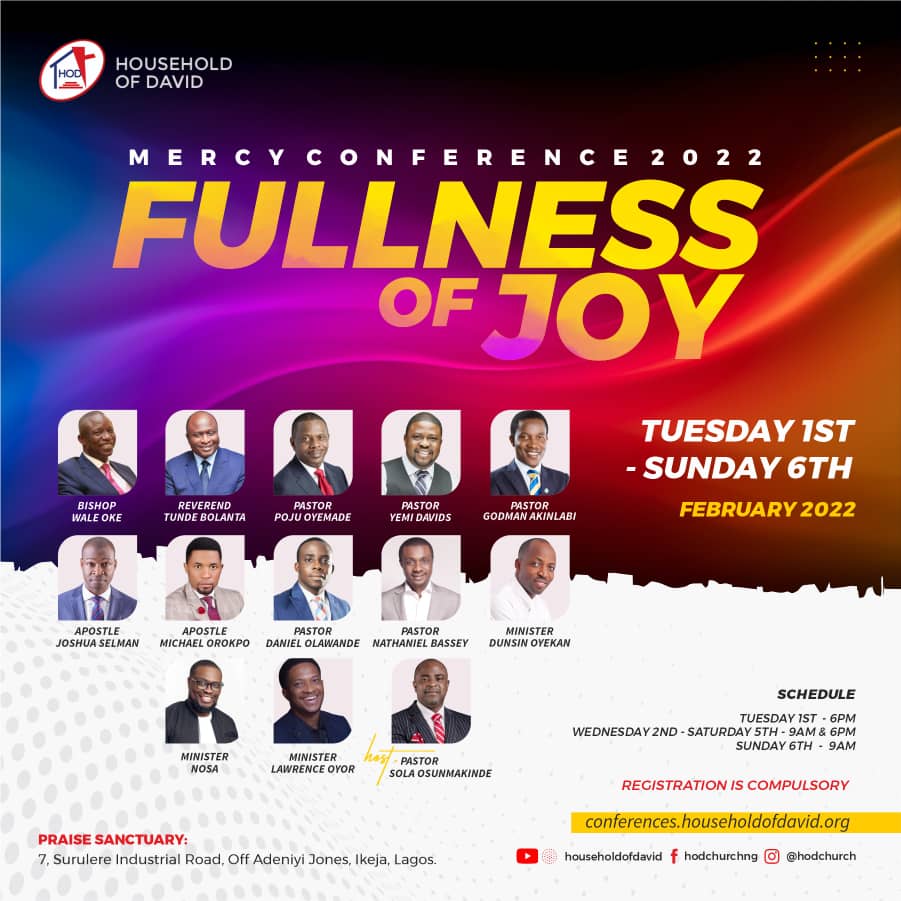 HOD
HOUSEHOLD
OF DAVID
MERCY CONFERENCE 2022
FULLNESS
OF JOY
TUESDAY 1ST
- SUNDAY 6TH
FEBRUARY 2022
BISHOP
WALE OKE
REVEREND
TUNDE BOLANTA
PASTOR
POJU OYEMADE
PASTOR
YEMI DAVIDS
PASTOR
GODMAN AKINLABI
APOSTLE
JOSHUA SELMAN
APOSTLE
MICHAEL OROKPO
PASTOR
DANIEL OLAWANDE
PASTOR
NATHANIEL BASSEY
MINISTER
DUNSIN OYEKAN
MINISTER
NOSA
MINISTER
LAWRENCE OYOR
host - PASTOR
SOLA OSUNMAKINDE
SCHEDULE
TUESDAY 1ST - 6PM
WEDNESDAY 2ND - SATURDAY 5TH - 9AM & 6PM
SUNDAY 6TH - 9AM
REGISTRATION IS COMPULSORY
conferences.householdofdavid.org
PRAISE SANCTUARY:
7, Surulere Industrial Road, Off Adeniyi Jones, Ikeja, Lagos.
householdofdavid hodchurchng @hodchurch